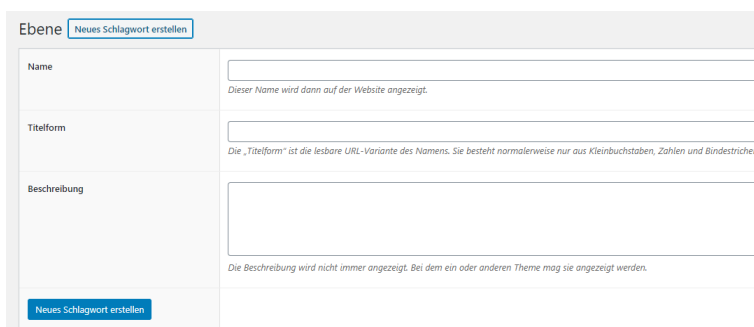 Ebene Neues Schlagwort erstellen
Name
Dieser Name wird dann auf der Website angezeigt.
Titelform
Die „Titelform“ ist die lesbare URL-Variante des Namens. Sie besteht normalerweise nur aus Kleinbuchstaben, Zahlen und
Beschreibung
Die Beschreibung wird nicht immer angezeigt. Bei dem ein oder anderen Theme mag sie angezeigt werden.
Neues Schlagwort erstellen